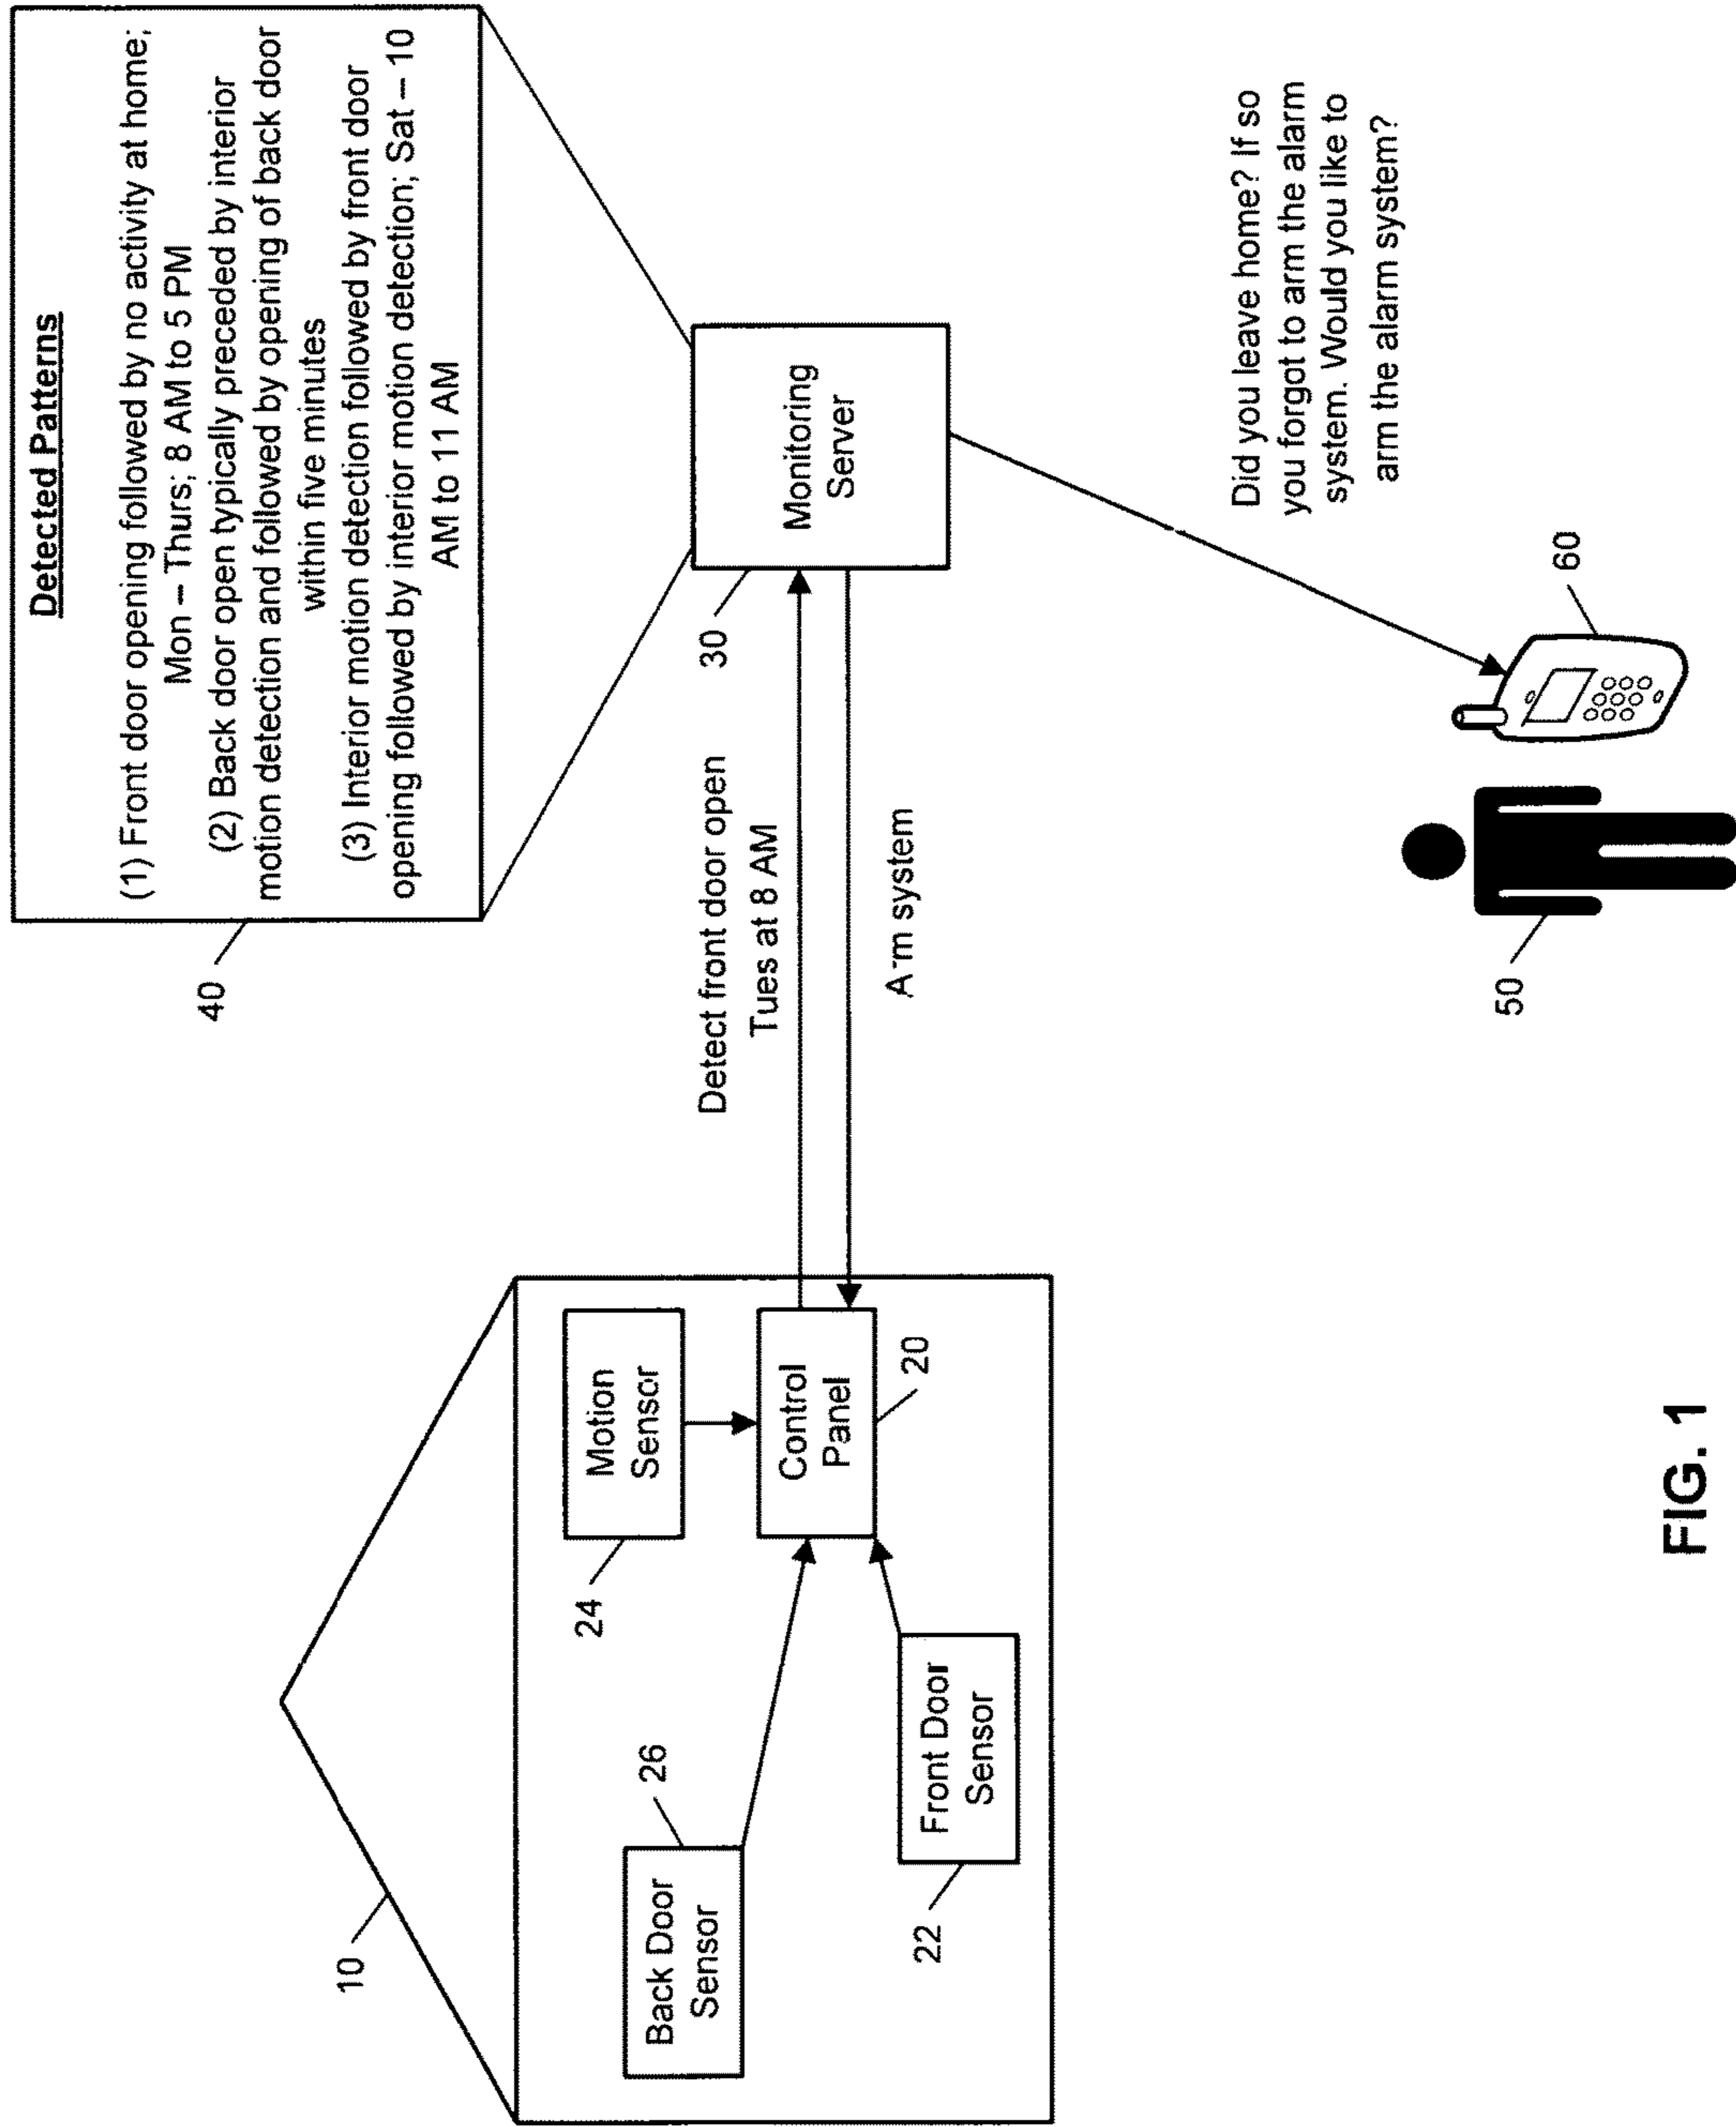 Detected Patterns
(1) Front door opening followed by no activity at home;
Mon – Thurs; 8 AM to 5 PM
(2) Back door open typically preceded by interior
motion detection and followed by opening of back door
within five minutes
(3) Interior motion detection followed by front door
opening followed by interior motion detection; Sat – 10
AM to 11 AM
40
10
Motion
Sensor
24
Back Door
Sensor
26
Control
Panel
20
Front Door
Sensor
22
Detect front door open
Tues at 8 AM
Arm system
30
Monitoring
Server
Did you leave home? If so
you forgot to arm the alarm
system. Would you like to
arm the alarm system?
50
60
FIG. 1